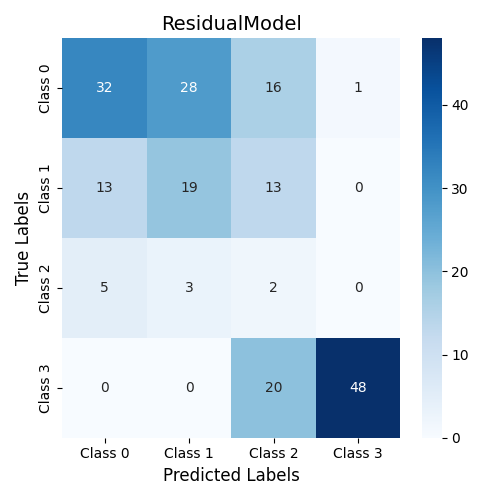 ResidualModel
Class 0
32 28 16 1
Class 1
13 19 13 0
Class 2
5 3 2 0
Class 3
0 0 20 48
Class 0 Class 1 Class 2 Class 3
Predicted Labels
True Labels
40
30
20
10
0